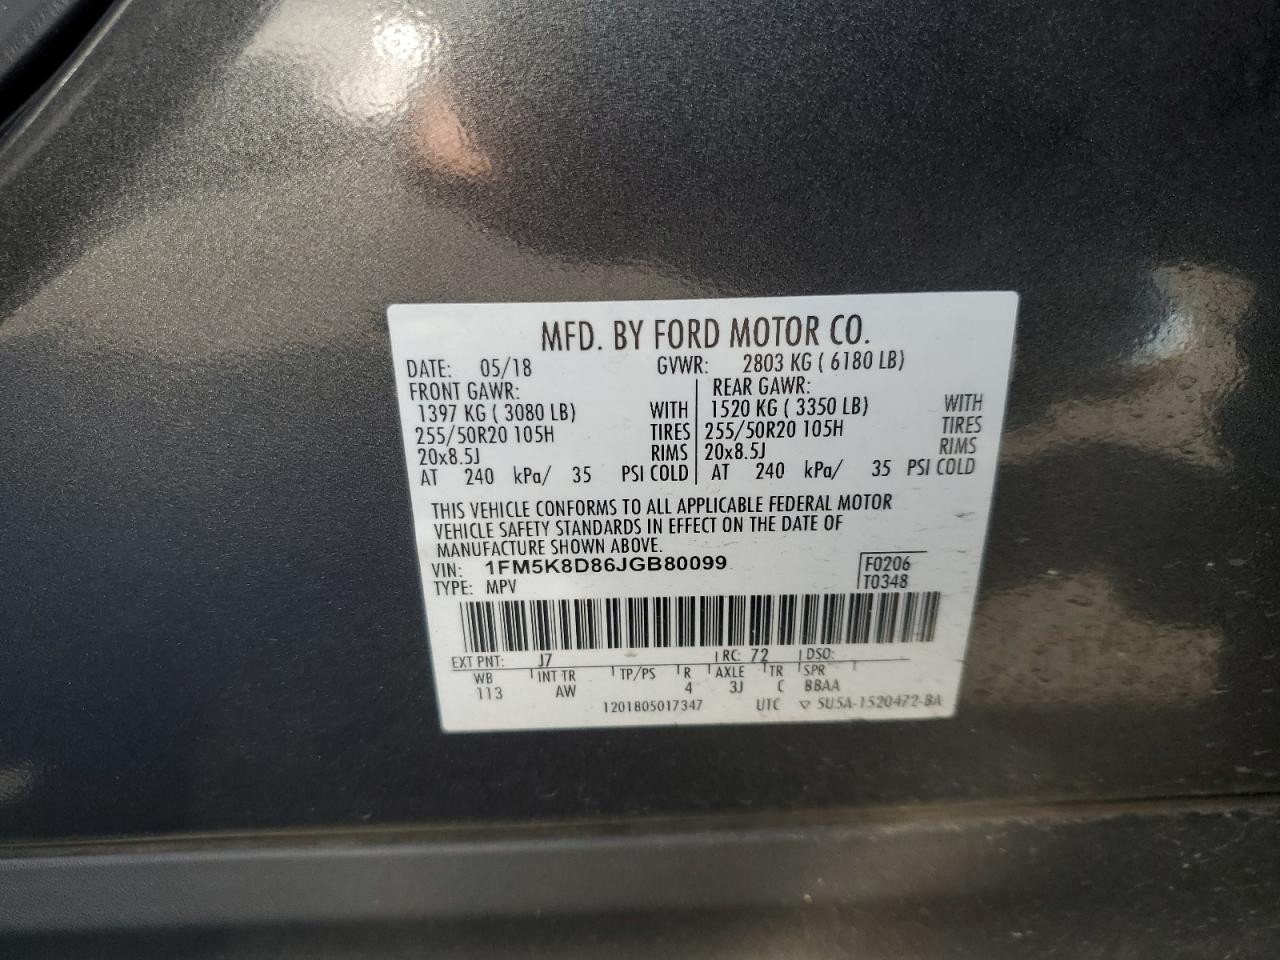 MFD. BY FORD MOTOR CO.
DATE: 05/18 GVWR: 2803 KG ( 6180 LB)
FRONT GAWR: REAR GAWR:
1397 KG ( 3080 LB) WITH 1520 KG ( 3350 LB) WITH
255/50R20 105H TIRES 255/50R20 105H TIRES
20x8.5J RIMS 20x8.5J RIMS
AT 240 kPa/ 35 PSI COLD AT 240 kPa/ 35 PSI COLD
THIS VEHICLE CONFORMS TO ALL APPLICABLE FEDERAL MOTOR
VEHICLE SAFETY STANDARDS IN EFFECT ON THE DATE OF
MANUFACTURE SHOWN ABOVE.
VIN: 1FM5K8D86JGB80099 F0206
TYPE: MPV T0348
EXT PNT: J7 RC: 72 DSO:
WB INT TR TP/PS R AXLE TR SPR
113 AW 4 3J C BBAA
1201805017347 UTC ▽ 5U5A-1520472-BA